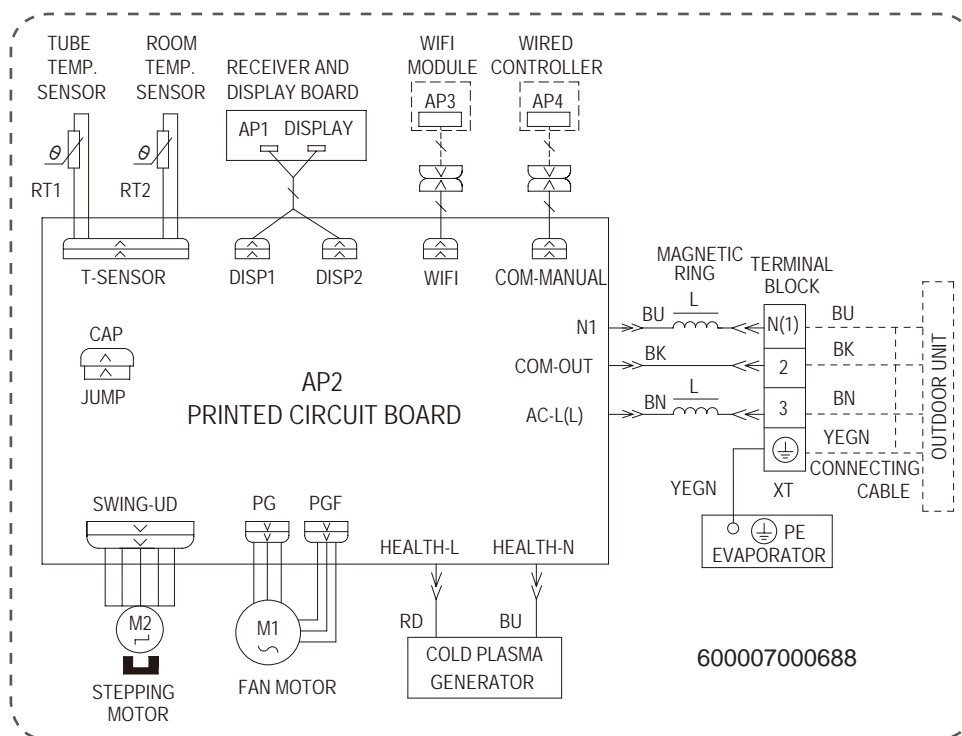 TUBE
TEMP.
SENSOR
ROOM
TEMP.
SENSOR
RECEIVER AND
DISPLAY BOARD
WIFI
MODULE
WIRED
CONTROLLER
AP1 DISPLAY
AP3
AP4
θ
RT1
θ
RT2
T-SENSOR
DISP1
DISP2
WIFI
COM-MANUAL
MAGNETIC
RING
TERMINAL
BLOCK
N1
BU
L
N(1)
BU
COM-OUT
BK
2
BK
AC-L(L)
BN
L
3
BN
YEGN
CONNECTING
CABLE
OUTDOOR UNIT
XT
YEGN
PE
EVAPORATOR
CAP
JUMP
AP2
PRINTED CIRCUIT BOARD
SWING-UD
PG
PGF
HEALTH-L
HEALTH-N
M2
STEPPING
MOTOR
M1
FAN MOTOR
RD
BU
COLD PLASMA
GENERATOR
600007000688